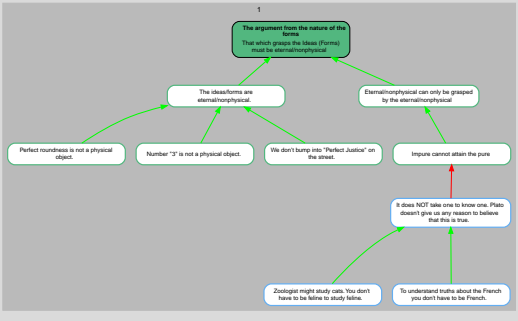 1
The argument from the nature of the
forms
That which grasps the Ideas (Forms)
must be eternal/nonphysical
The ideas/forms are
eternal/nonphysical.
Eternal/nonphysical can only be grasped
by the eternal/nonphysical
Perfect roundness is not a physical
object.
Number "3" is not a physical object.
We don't bump into "Perfect Justice" on
the street.
Impure cannot attain the pure
It does NOT take one to know one. Plato
doesn't give us any reason to believe
that this is true.
Zoologist might study cats. You don't
have to be feline to study feline.
To understand truths about the French
you don't have to be French.